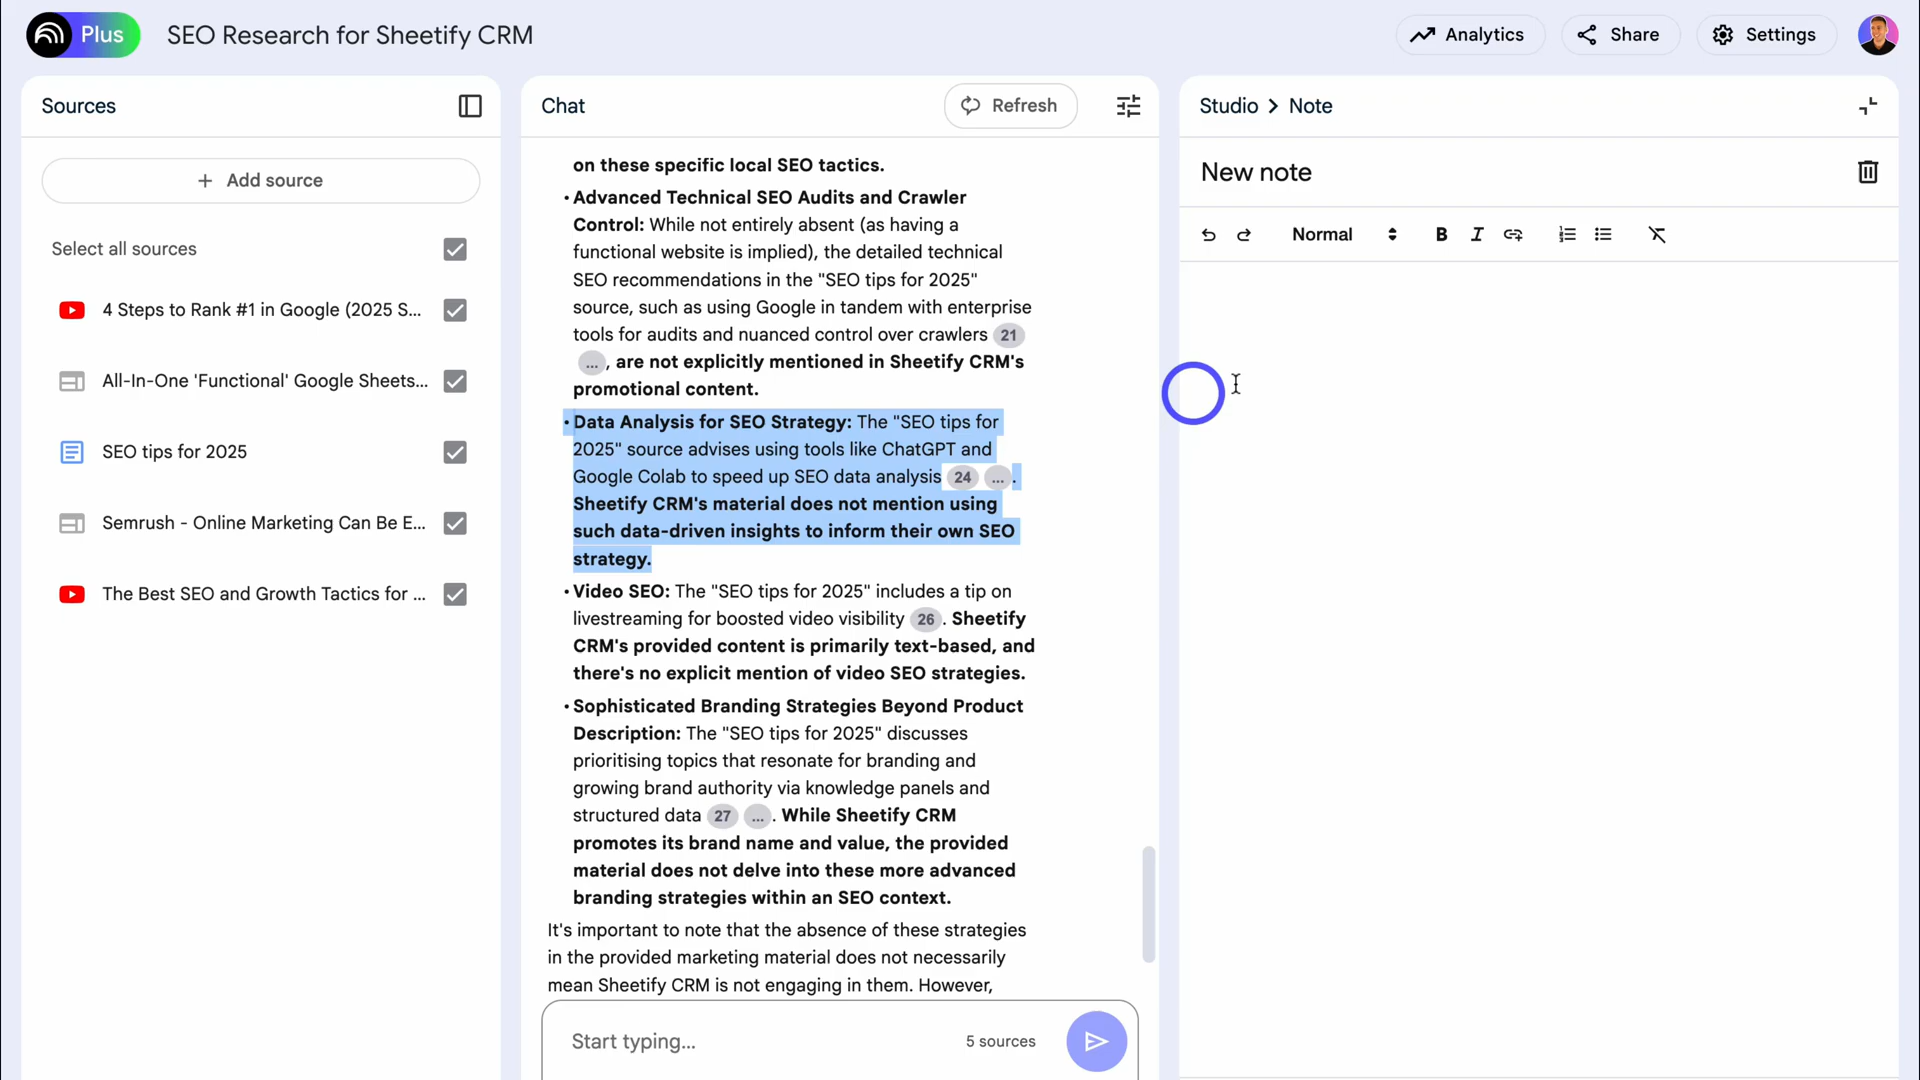 Plus
SEO Research for Sheetify CRM
Analytics
Share
Settings
Sources
Add source
Select all sources
4 Steps to Rank #1 in Google (2025 S...
All-In-One 'Functional' Google Sheets...
SEO tips for 2025
Semrush - Online Marketing Can Be E...
The Best SEO and Growth Tactics for ...
Chat
Refresh
on these specific local SEO tactics.
• Advanced Technical SEO Audits and Crawler
Control: While not entirely absent (as having a
functional website is implied), the detailed technical
SEO recommendations in the "SEO tips for 2025"
source, such as using Google in tandem with enterprise
tools for audits and nuanced control over crawlers 21
... , are not explicitly mentioned in Sheetify CRM's
promotional content.
• Data Analysis for SEO Strategy: The "SEO tips for
2025" source advises using tools like ChatGPT and
Google Colab to speed up SEO data analysis 24 ... .
Sheetify CRM's material does not mention using
such data-driven insights to inform their own SEO
strategy.
• Video SEO: The "SEO tips for 2025" includes a tip on
livestreaming for boosted video visibility 26 . Sheetify
CRM's provided content is primarily text-based, and
there's no explicit mention of video SEO strategies.
• Sophisticated Branding Strategies Beyond Product
Description: The "SEO tips for 2025" discusses
prioritising topics that resonate for branding and
growing brand authority via knowledge panels and
structured data 27 ... . While Sheetify CRM
promotes its brand name and value, the provided
material does not delve into these more advanced
branding strategies within an SEO context.
It's important to note that the absence of these strategies
in the provided marketing material does not necessarily
mean Sheetify CRM is not engaging in them. However,
Start typing...
5 sources
Studio > Note
New note
Normal
B I